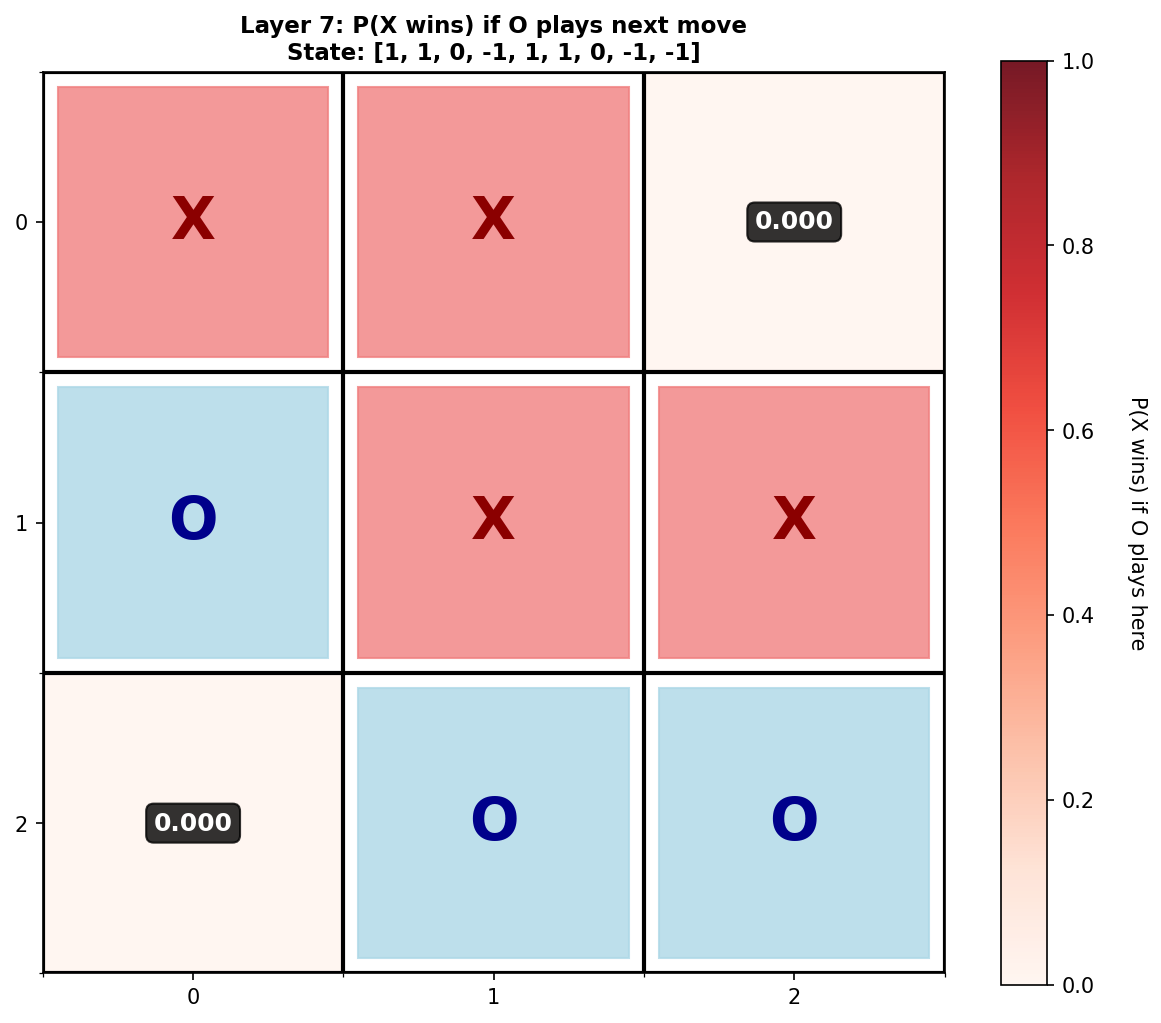 Layer 7: P(X wins) if O plays next move
State: [1, 1, 0, -1, 1, 1, 0, -1, -1]
X
X
0.000
O
X
X
0.000
O
O
0
1
2
0
1
2
1.0
0.8
0.6
0.4
0.2
0.0
P(X wins) if O plays here